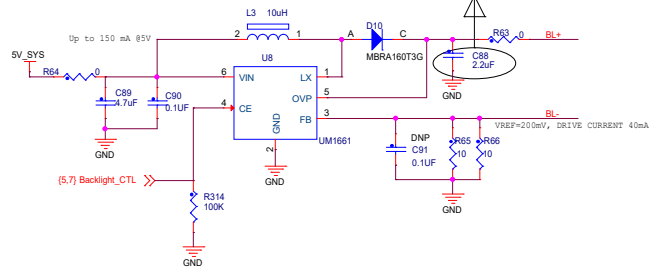 L3 10uH
Up to 150 mA @5V
2 1
A D10 C
MBRA160T3G
R63 0 BL+
5V_SYS
R64 0
U8
C88
2.2uF
6 VIN LX 1
C89
4.7uF
C90
0.1UF
OVP 5
GND
4 CE
FB 3 BL-
VREF=200mV, DRIVE CURRENT 40mA
GND
UM1661
DNP
C91
0.1UF
R65
10
R66
10
GND
2
GND
{5,7} Backlight_CTL
R314
100K
GND
GND